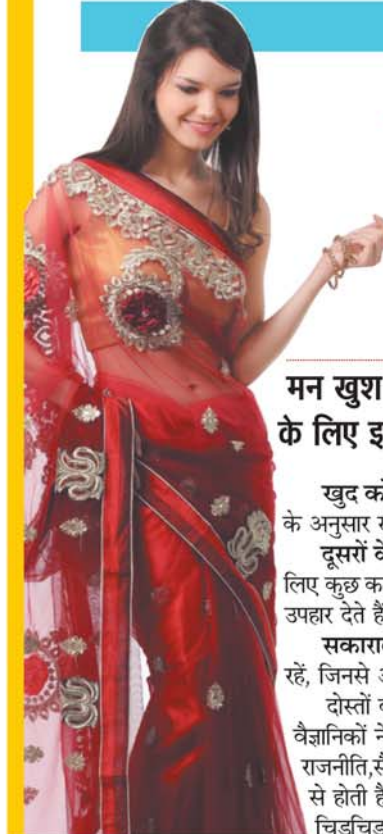 मन खुश
के लिए इ
खुद को
के अनुसार
दूसरों के
लिए कुछ क
उपहार देते हैं
सकारा
रहें, जिनसे
दोस्तों
वैज्ञानिकों ने
राजनीति,सै
से होती है
चिड़चिड़